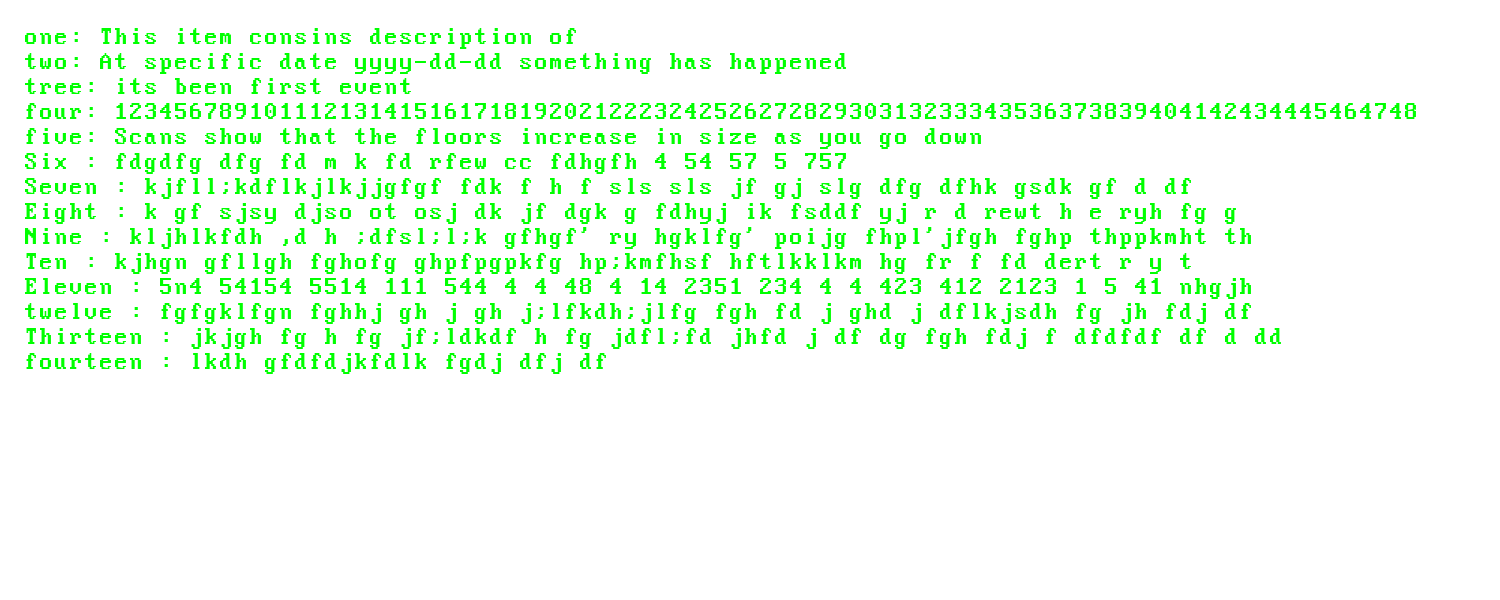 one: This item consins description of
two: At specific date yyyy-dd-dd something has happened
tree: its been first event
four: 123456789101112131415161718192021222324252627282930313233343536373839404142434445464748
five: Scans show that the floors increase in size as you go down
Six : fdgdfg dfg fd m k fd rfew cc fdhgfh 4 54 57 5 757
Seven : kjfll;kdflkjlkjjgfgf fdk f h f sls sls jf gj slg dfg dfhk gsdk gf d df
Eight : k gf sjsy djso ot osj dk jf dgk g fdhyj ik fsddf yj r d rewt h e ryh fg g
Nine : kljhlkfdh ,d h ;dfsl;l;k gfhgf' ry hgklfg' poijg fhpl'jfgh fghp thppkmht th
Ten : kjhgn gfllgh fghofg ghpfpgpkfg hp;kmfhsf hftlkklkm hg fr f fd dert r y t
Eleven : 5n4 54154 5514 111 544 4 4 48 4 14 2351 234 4 4 423 412 2123 1 5 41 nhgjh
twelve : fgfgklfgn fghhj gh j gh j;lfkdh;jlfg fgh fd j ghd j dflkjsdh fg jh fdj df
Thirteen : jkjgh fg h fg jf;ldkdf h fg jdfl;fd jhfd j df dg fgh fdj f dfdfdf df d dd
fourteen : lkdh gfdfdjkfdlk fgdj dfj df